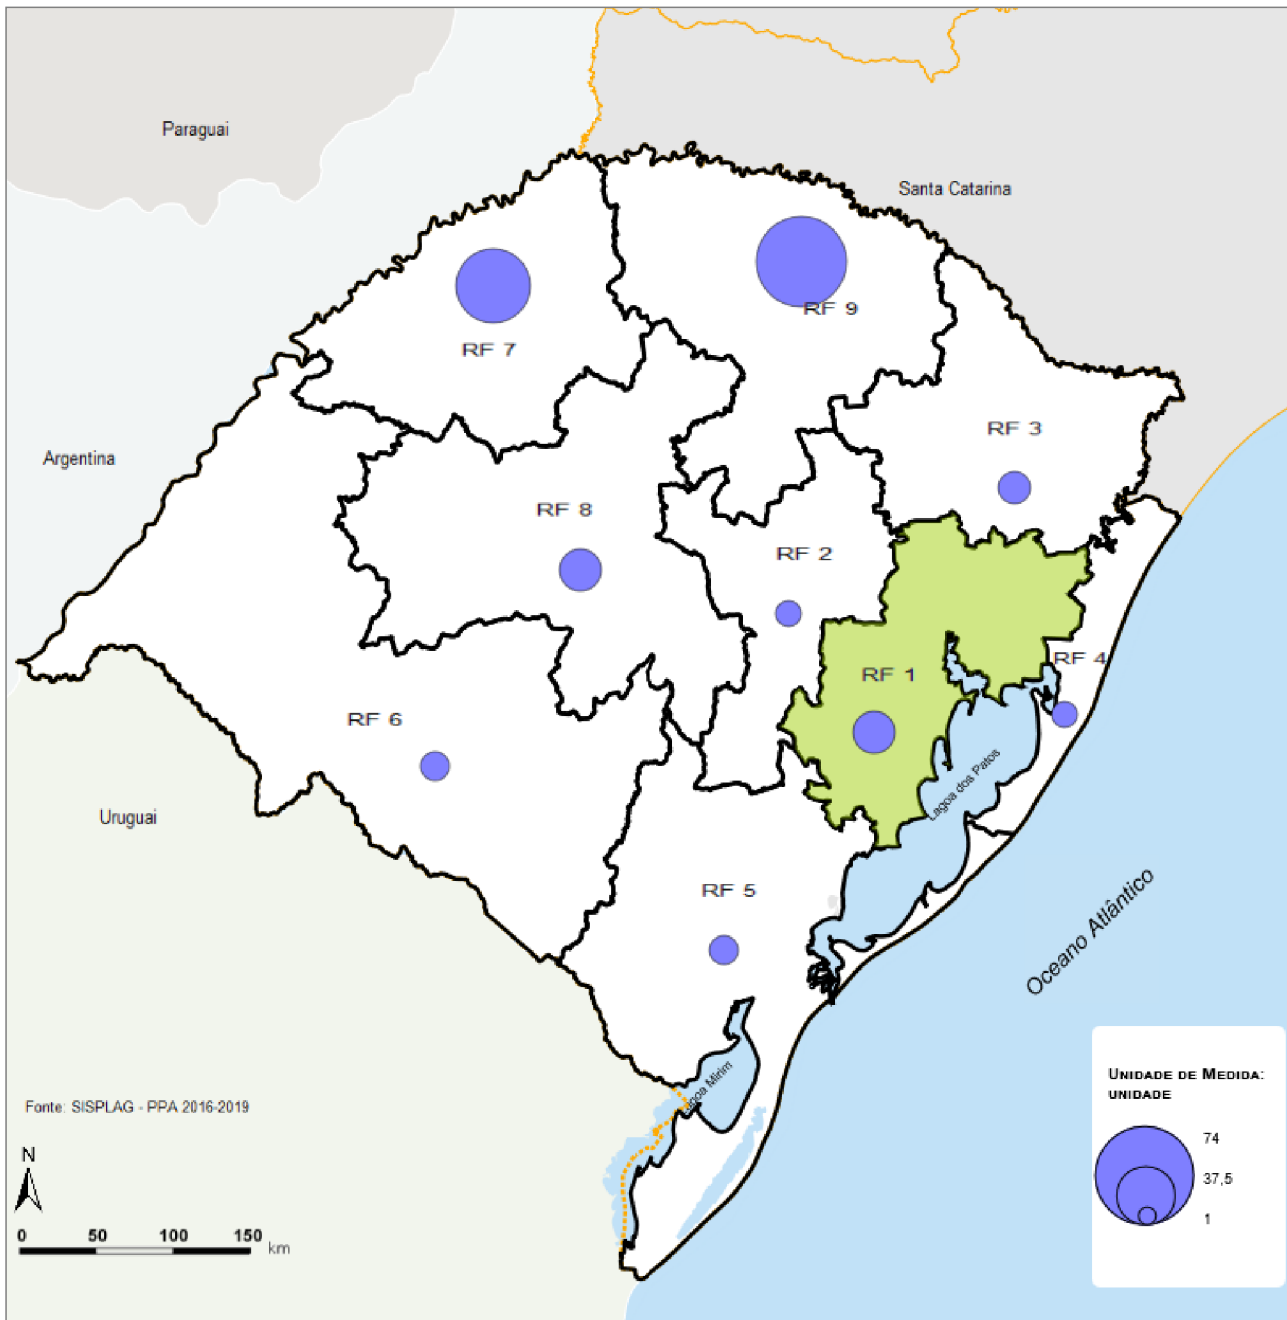 Paraguai
Santa Catarina
RF 9
RF 7
RF 3
Argentina
RF 8
RF 2
RF 4
RF 1
RF 6
Lagoa dos Patos
Uruguai
RF 5
Oceano Atlântico
Lagoa Mirim
Fonte: SISPLAG - PPA 2016-2019
N
0 50 100 150 km
UNIDADE DE MEDIDA:
UNIDADE
74
37,5
1